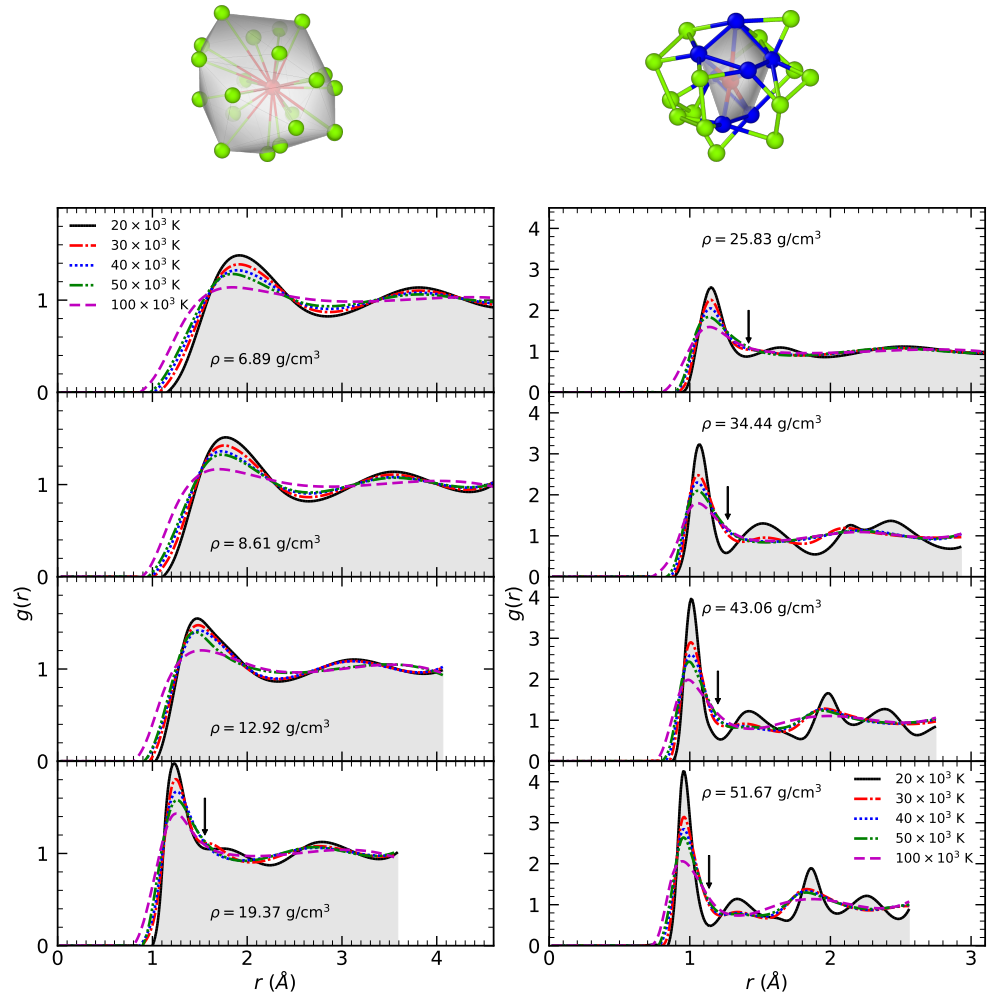 20 × 10³ K
30 × 10³ K
40 × 10³ K
50 × 10³ K
100 × 10³ K
ρ = 6.89 g/cm³
1
0
ρ = 8.61 g/cm³
1
0
ρ = 12.92 g/cm³
1
0
ρ = 19.37 g/cm³
1
0
g(r)
0 1 2 3 4
r (Å)
ρ = 25.83 g/cm³
4
3
2
1
0
ρ = 34.44 g/cm³
4
3
2
1
0
ρ = 43.06 g/cm³
4
3
2
1
0
ρ = 51.67 g/cm³
20 × 10³ K
30 × 10³ K
40 × 10³ K
50 × 10³ K
100 × 10³ K
4
3
2
1
0
g(r)
0 1 2 3
r (Å)